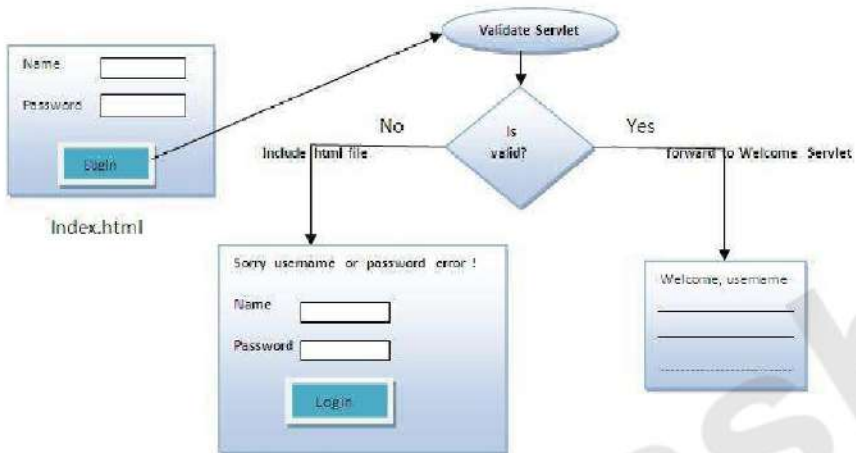 Validate Servlet
Name
Password
Login
Index.html
No
Is
valid?
Yes
Include html file
forward to Welcome Servlet
Sorry username or password error !
Name
Password
Login
Welcome, username